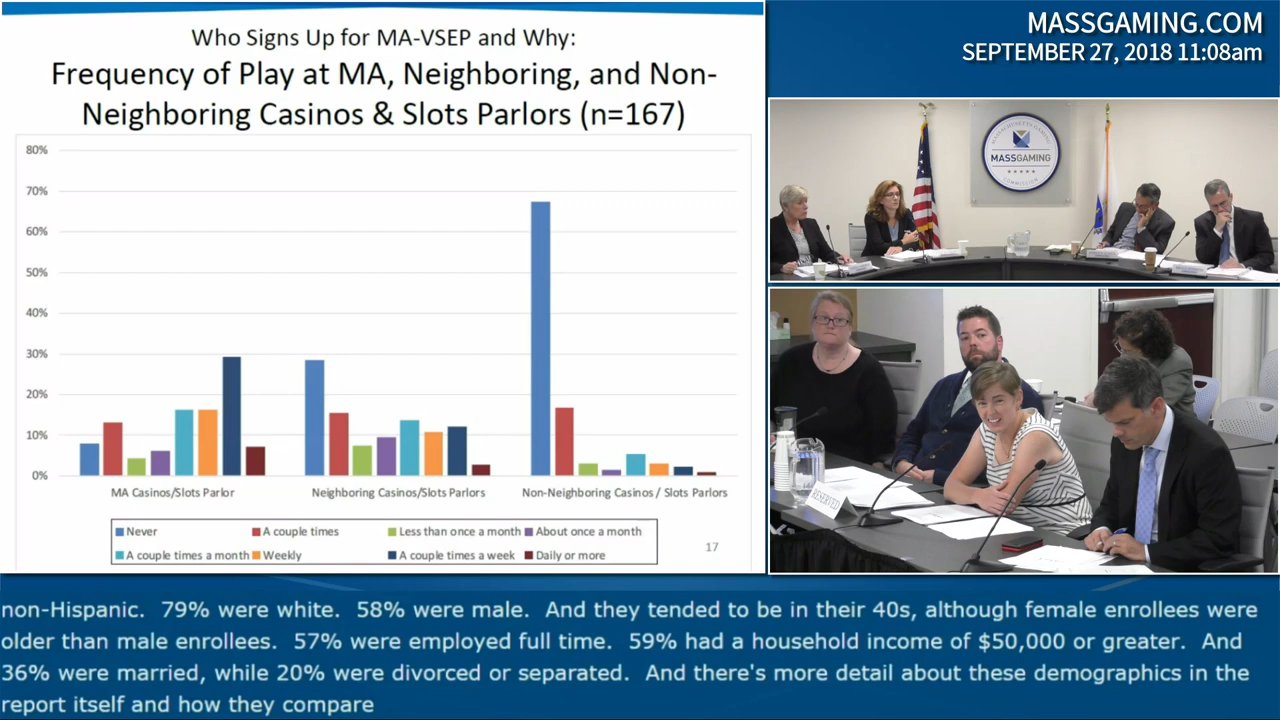 Who Signs Up for MA-VSEP and Why:
Frequency of Play at MA, Neighboring, and Non-
Neighboring Casinos & Slots Parlors (n=167)
80%
70%
60%
50%
40%
30%
20%
10%
0%
MA Casinos/Slots Parlor
Neighboring Casinos/Slots Parlors
Non-Neighboring Casinos / Slots Parlors
Never
A couple times
Less than once a month
About once a month
A couple times a month
Weekly
A couple times a week
Daily or more
17
MASSGAMING.COM
SEPTEMBER 27, 2018 11:08am
MASSACHUSETTS GAMING
MASSGAMING
COMMISSION
RESERVED
non-Hispanic.  79% were white.  58% were male.  And they tended to be in their 40s, although female enrollees were
older than male enrollees.  57% were employed full time.  59% had a household income of $50,000 or greater.  And
36% were married, while 20% were divorced or separated.  And there's more detail about these demographics in the
report itself and how they compare